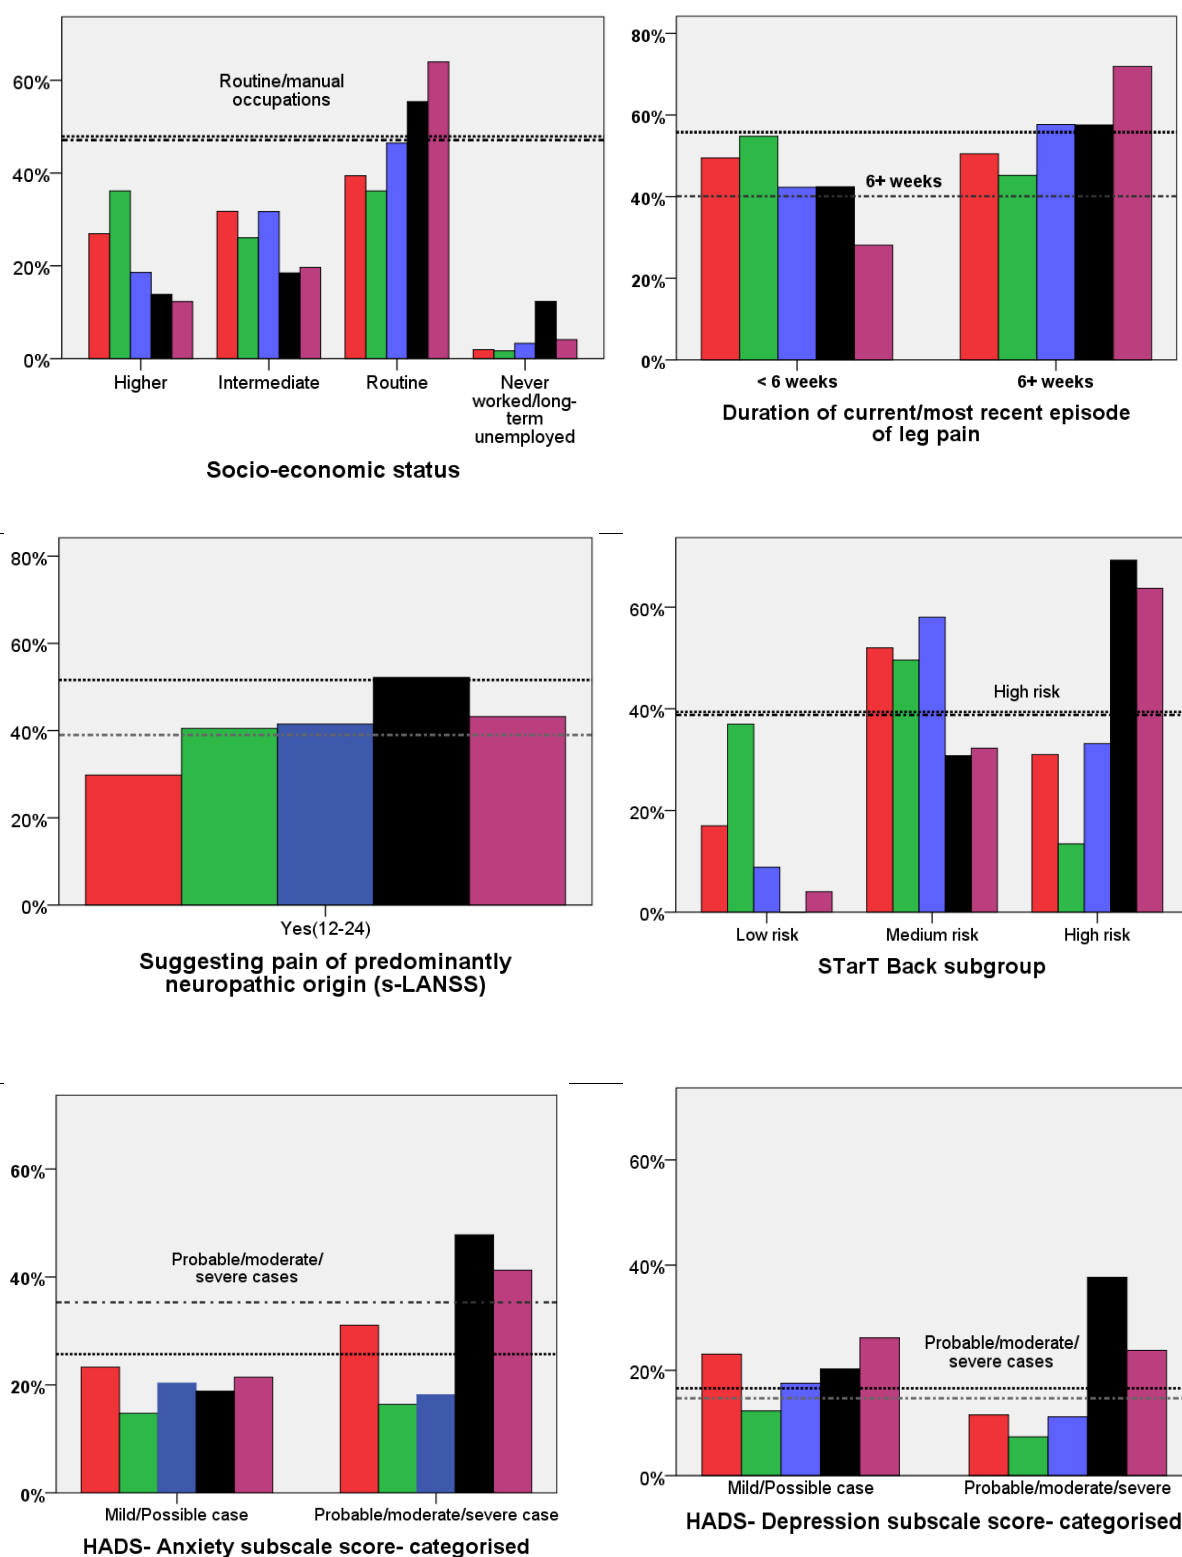 60%
40%
20%
0%
Routine/manual
occupations
Higher
Intermediate
Routine
Never
worked/long-
term
unemployed
Socio-economic status
80%
60%
40%
20%
0%
6+ weeks
< 6 weeks
6+ weeks
Duration of current/most recent episode
of leg pain
80%
60%
40%
20%
0%
Yes(12-24)
Suggesting pain of predominantly
neuropathic origin (s-LANSS)
60%
40%
20%
0%
High risk
Low risk
Medium risk
High risk
STarT Back subgroup
60%
40%
20%
0%
Probable/moderate/
severe cases
Mild/Possible case
Probable/moderate/severe case
HADS- Anxiety subscale score- categorised
60%
40%
20%
0%
Probable/moderate/
severe cases
Mild/Possible case
Probable/moderate/severe
HADS- Depression subscale score- categorised